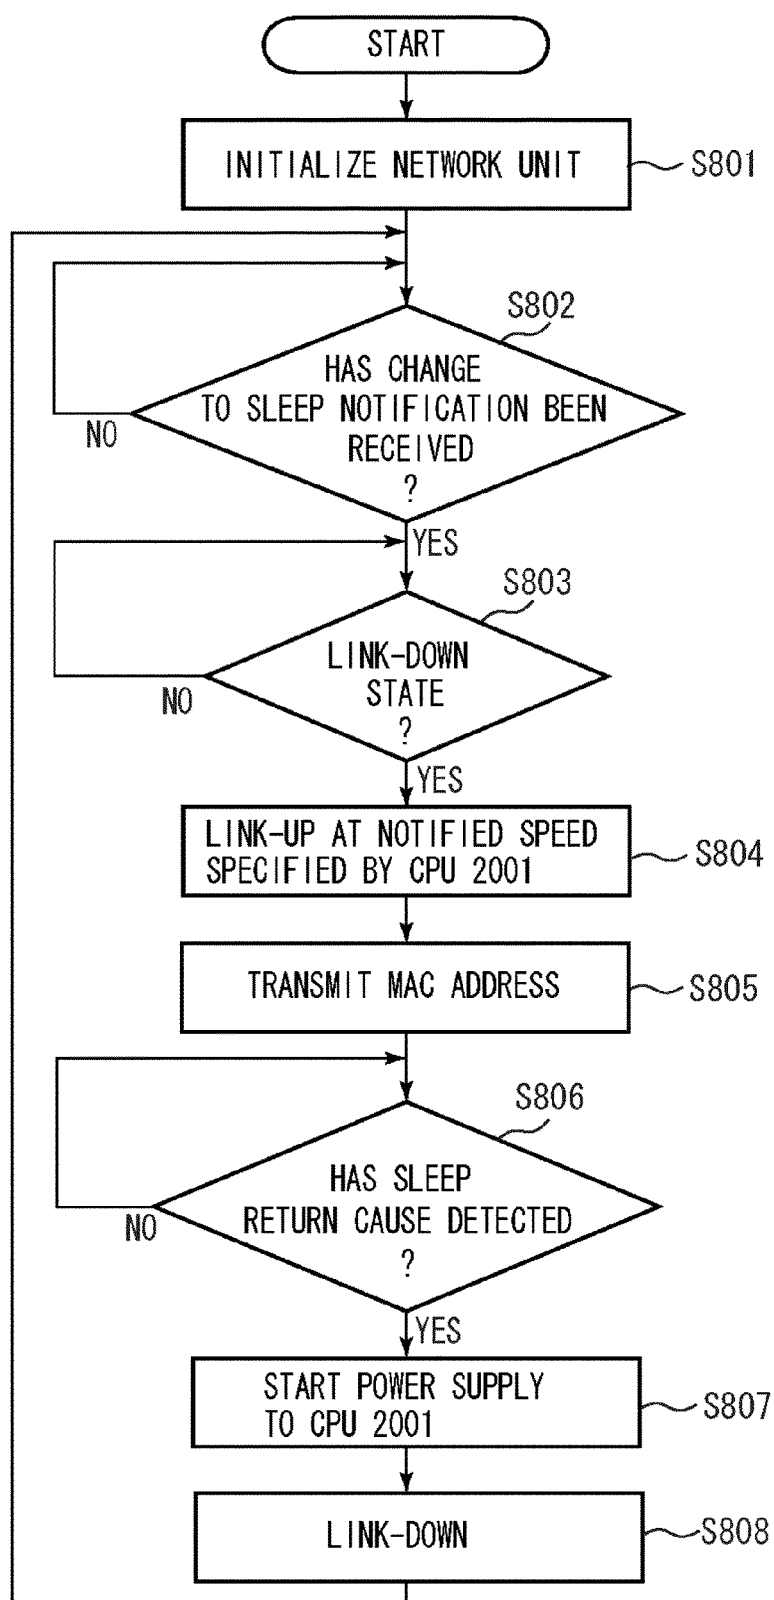 START
INITIALIZE NETWORK UNIT
S801
S802
HAS CHANGE
TO SLEEP NOTIFICATION BEEN
RECEIVED
?
NO
YES
S803
LINK-DOWN
STATE
?
NO
YES
LINK-UP AT NOTIFIED SPEED
SPECIFIED BY CPU 2001
S804
TRANSMIT MAC ADDRESS
S805
S806
HAS SLEEP
RETURN CAUSE DETECTED
?
NO
YES
START POWER SUPPLY
TO CPU 2001
S807
LINK-DOWN
S808